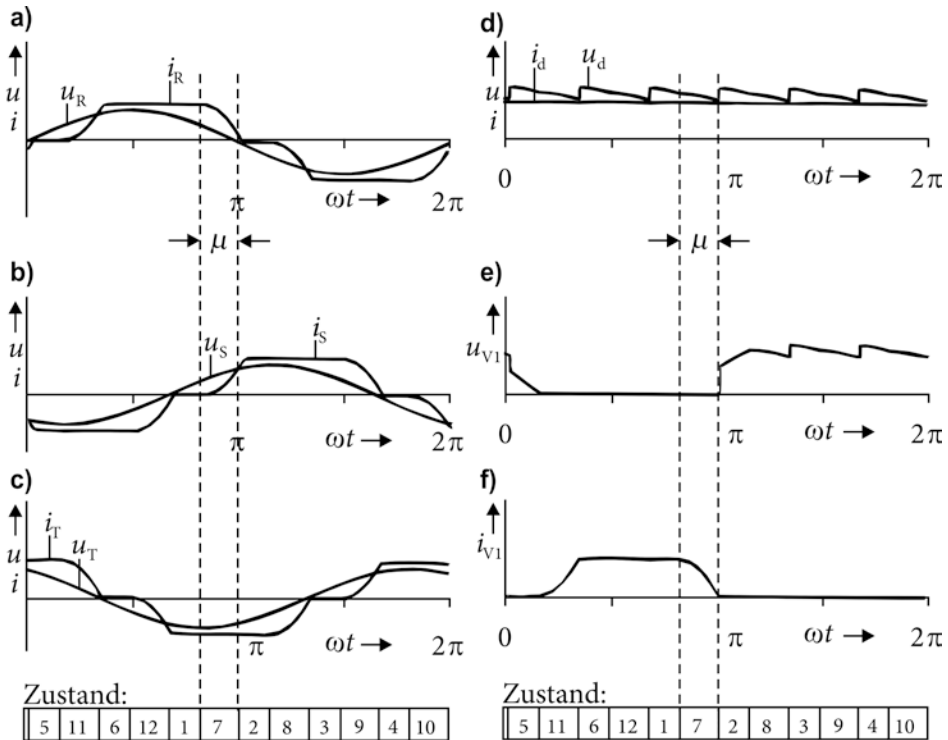 a)
u
i
u_R
i_R
π
ωt
2π
μ
b)
u
i
u_S
i_S
π
ωt
2π
c)
u
i
i_T
u_T
π
ωt
2π
Zustand:
5 11 6 12 1 7 2 8 3 9 4 10
d)
u
i
i_d
u_d
0
π
ωt
2π
μ
e)
u_V1
0
π
ωt
2π
f)
i_V1
0
π
ωt
2π
Zustand:
5 11 6 12 1 7 2 8 3 9 4 10